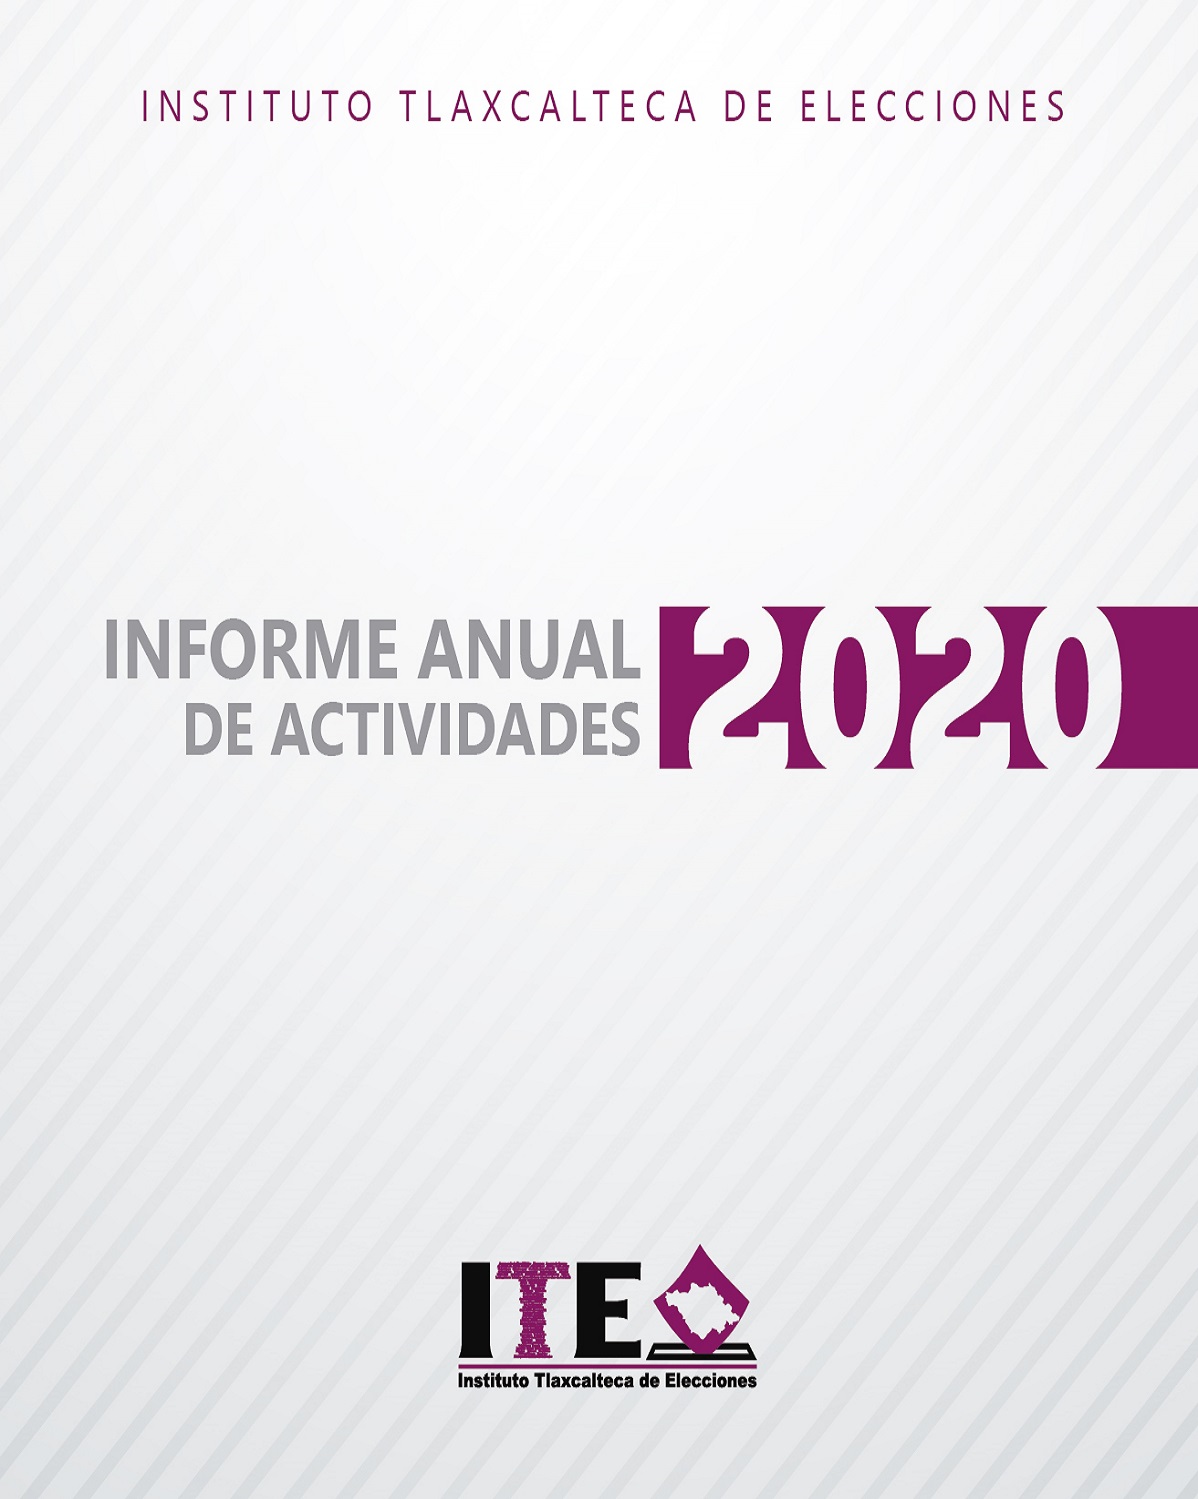 INSTITUTO TLAXCALTECA DE ELECCIONES
INFORME ANUAL
DE ACTIVIDADES
2020
ITE
Instituto Tlaxcalteca de Elecciones